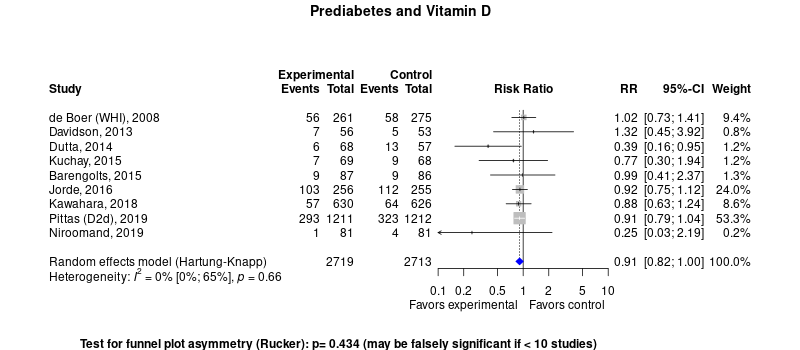 Prediabetes and Vitamin D
Experimental Control
Study Events Total Events Total Risk Ratio RR 95%-CI Weight
de Boer (WHI), 2008 56 261 58 275 1.02 [0.73; 1.41] 9.4%
Davidson, 2013 7 56 5 53 1.32 [0.45; 3.92] 0.8%
Dutta, 2014 6 68 13 57 0.39 [0.16; 0.95] 1.2%
Kuchay, 2015 7 69 9 68 0.77 [0.30; 1.94] 1.2%
Barengolts, 2015 9 87 9 86 0.99 [0.41; 2.37] 1.3%
Jorde, 2016 103 256 112 255 0.92 [0.75; 1.12] 24.0%
Kawahara, 2018 57 630 64 626 0.88 [0.63; 1.24] 8.6%
Pittas (D2d), 2019 293 1211 323 1212 0.91 [0.79; 1.04] 53.3%
Niroomand, 2019 1 81 4 81 0.25 [0.03; 2.19] 0.2%
Random effects model (Hartung-Knapp) 2719 2713 0.91 [0.82; 1.00] 100.0%
Heterogeneity: I² = 0% [0%; 65%], p = 0.66
0.1 0.2 0.5 1 2 5 10
Favors experimental Favors control
Test for funnel plot asymmetry (Rucker): p= 0.434 (may be falsely significant if < 10 studies)